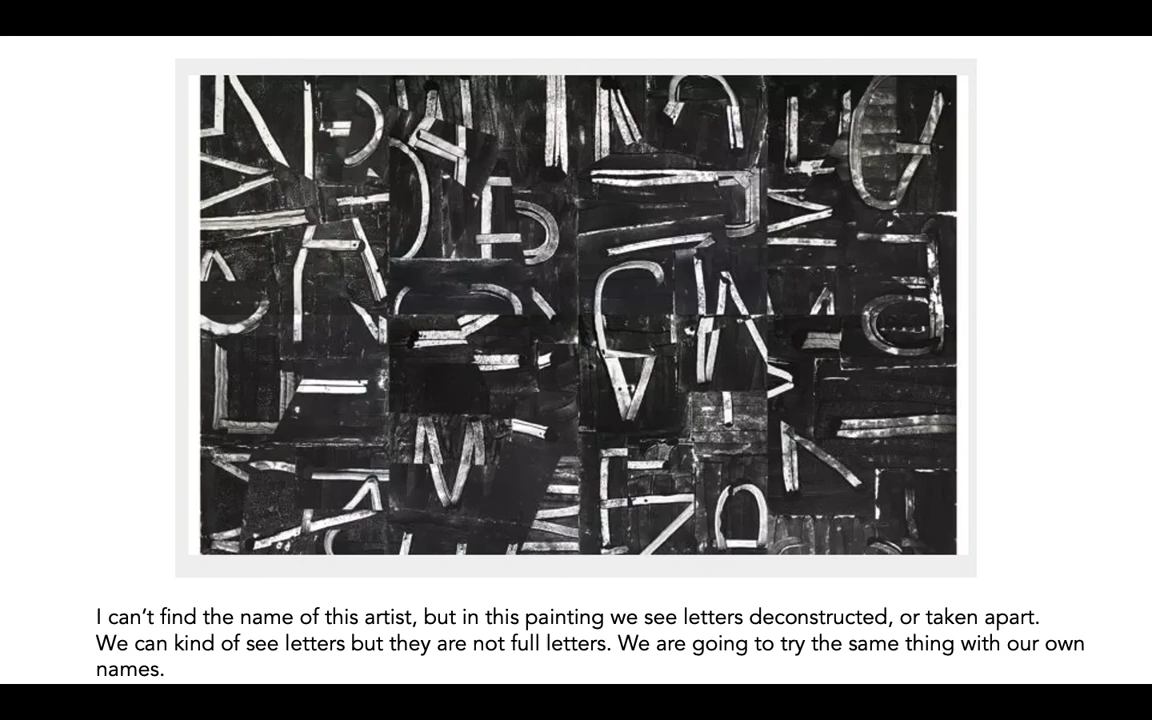 I can’t find the name of this artist, but in this painting we see letters deconstructed, or taken apart.
We can kind of see letters but they are not full letters. We are going to try the same thing with our own
names.